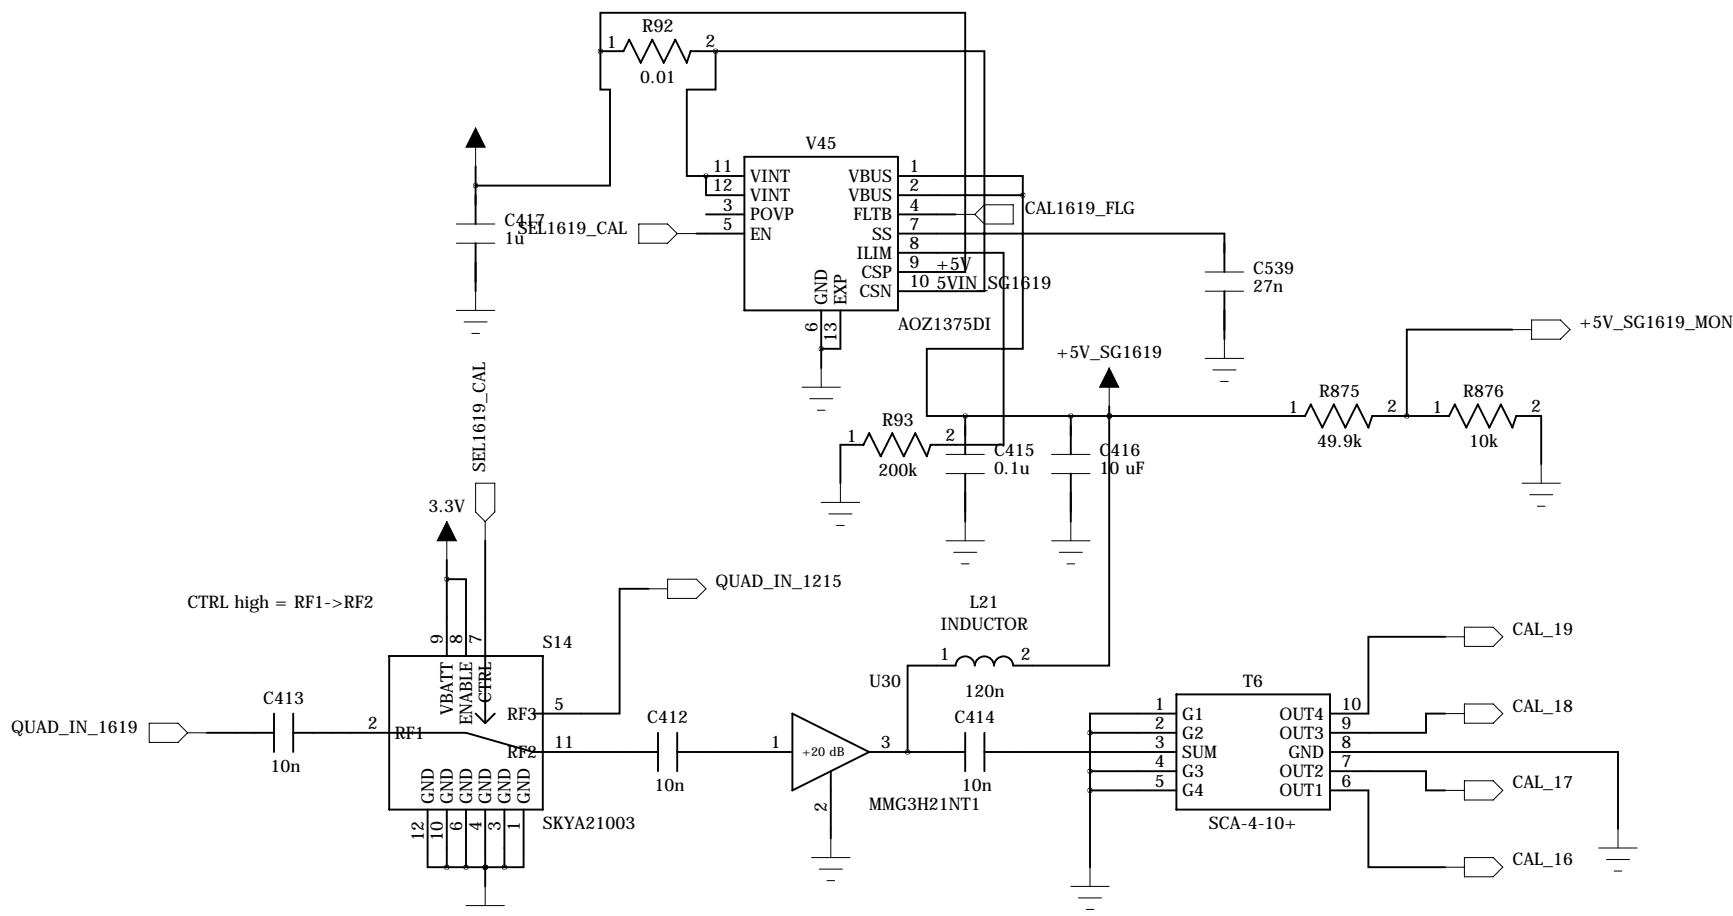 R92
1
2
0.01
V45
11 VINT
12 VINT
3 POVP
5 EN
VBUS 1
VBUS 2
FLTB 4
SS 7
ILIM 8
CSP 9
CSN 10
GND 6
EXP 13
AOZ1375DI
C417
1u
SEL1619_CAL
CAL1619_FLG
+5V
5VIN_SG1619
C539
27n
+5V_SG1619_MON
+5V_SG1619
SEL1619_CAL
R875
1
2
49.9k
R876
1
2
10k
R93
1
2
200k
C415
0.1u
C416
10 uF
3.3V
CTRL high = RF1->RF2
QUAD_IN_1215
S14
9 VBATT
8 ENABLE
7 CTRL
2 RF1
RF3 5
RF2 11
GND GND GND GND GND GND
12 10 6 4 3 1
SKYA21003
QUAD_IN_1619
C413
10n
C412
10n
L21
INDUCTOR
1
2
120n
U30
+20 dB
1
2
3
MMG3H21NT1
C414
10n
T6
1 G1
2 G2
3 SUM
4 G3
5 G4
OUT4 10
OUT3 9
GND 8
OUT2 7
OUT1 6
SCA-4-10+
CAL_19
CAL_18
CAL_17
CAL_16